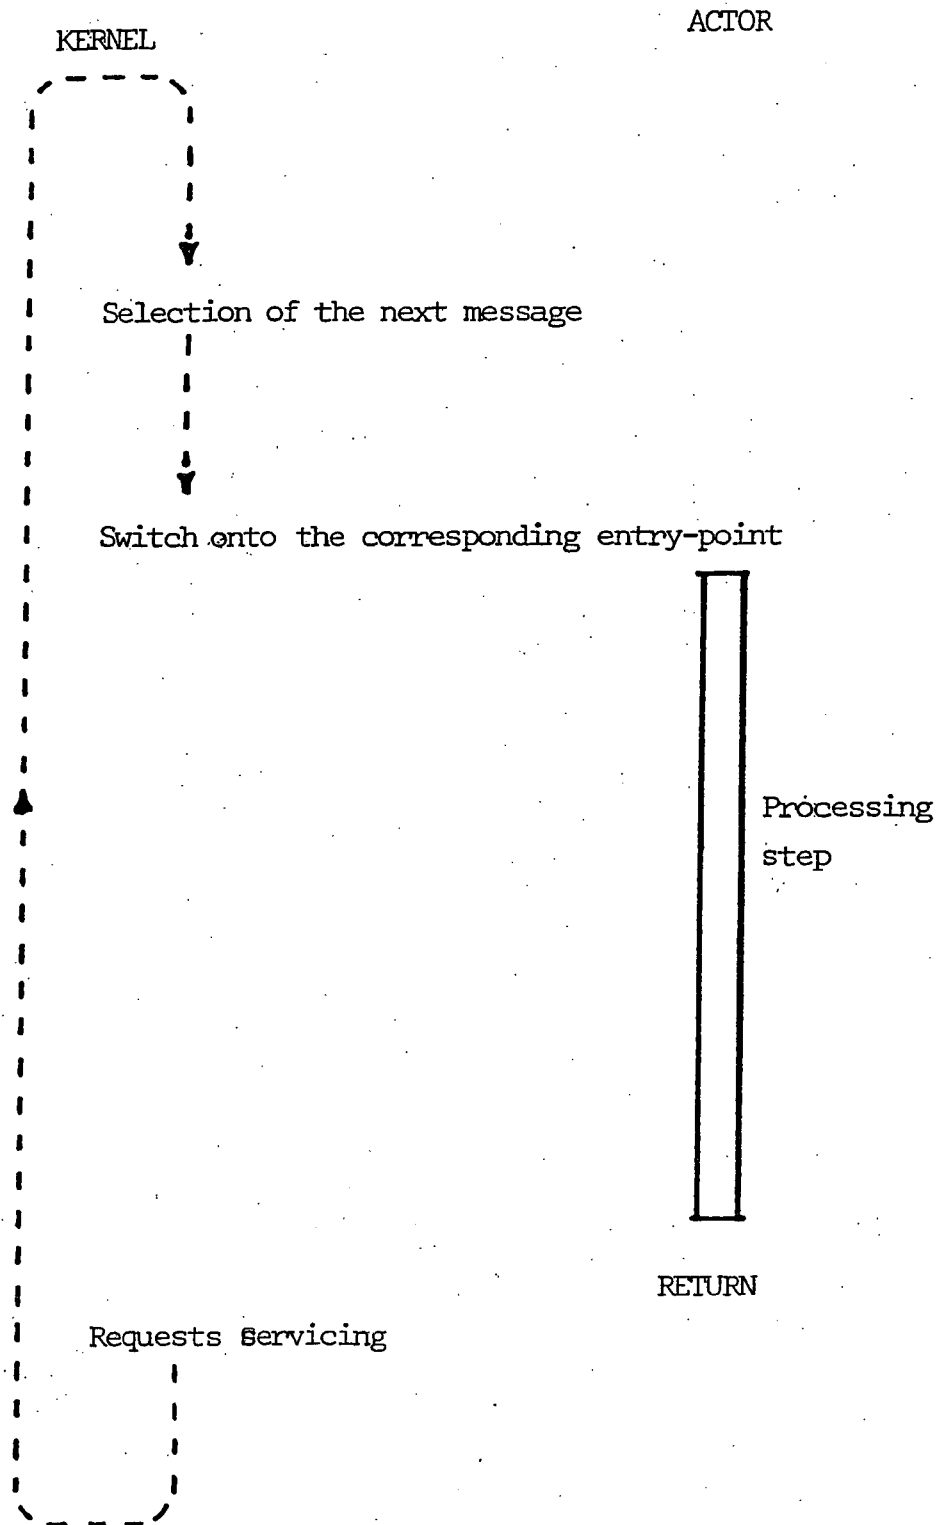 KERNEL
ACTOR
Selection of the next message
Switch onto the corresponding entry-point
Processing
step
RETURN
Requests Servicing